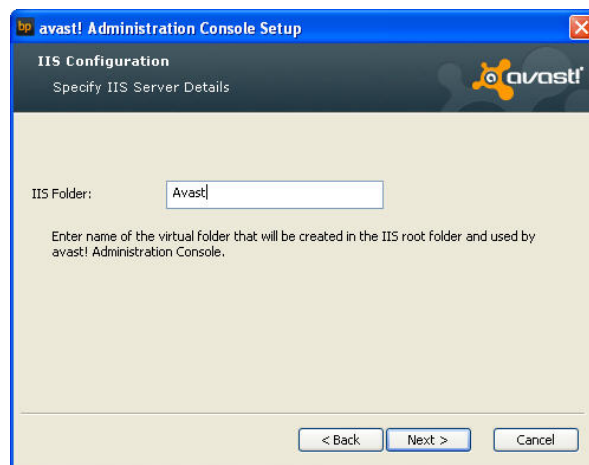 bp avast! Administration Console Setup
IIS Configuration
Specify IIS Server Details
avast!
IIS Folder:
Avast
Enter name of the virtual folder that will be created in the IIS root folder and used by
avast! Administration Console.
< Back
Next >
Cancel